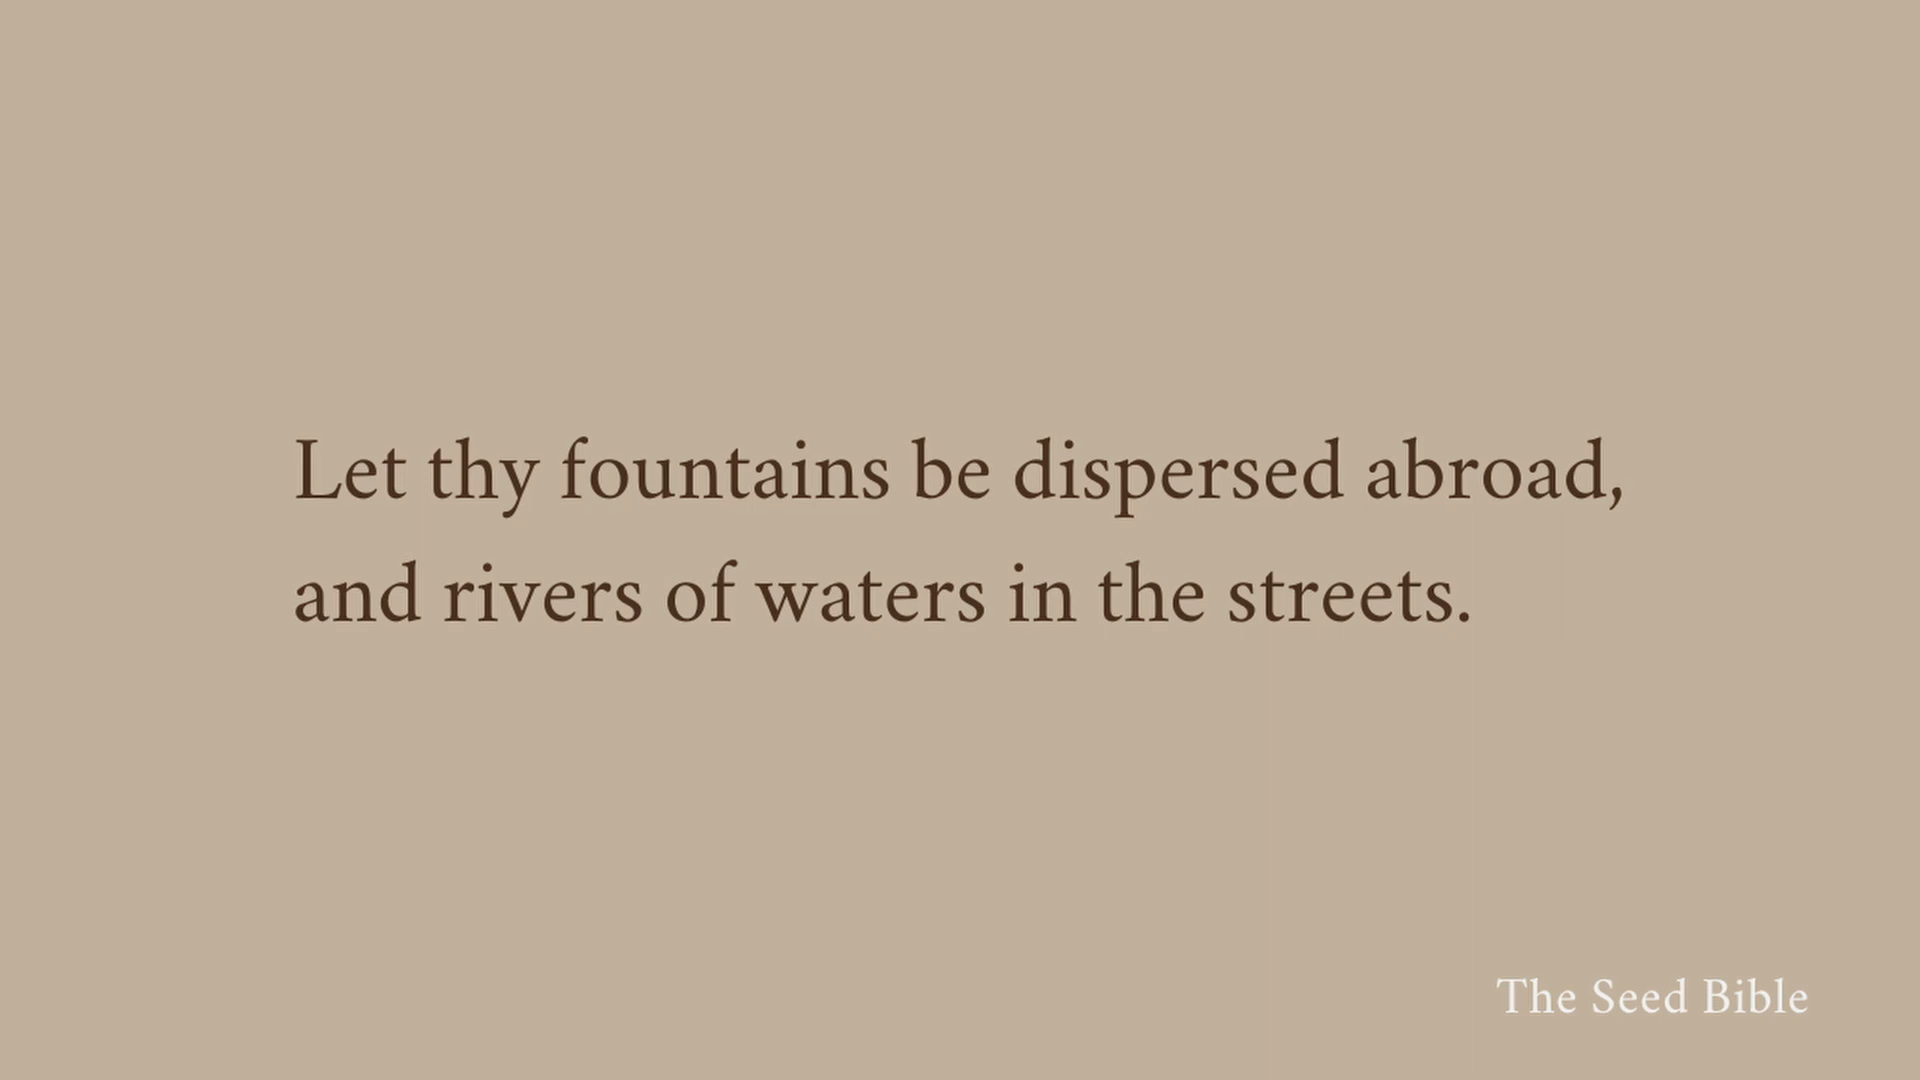 Let thy fountains be dispersed abroad,
and rivers of waters in the streets.
The Seed Bible